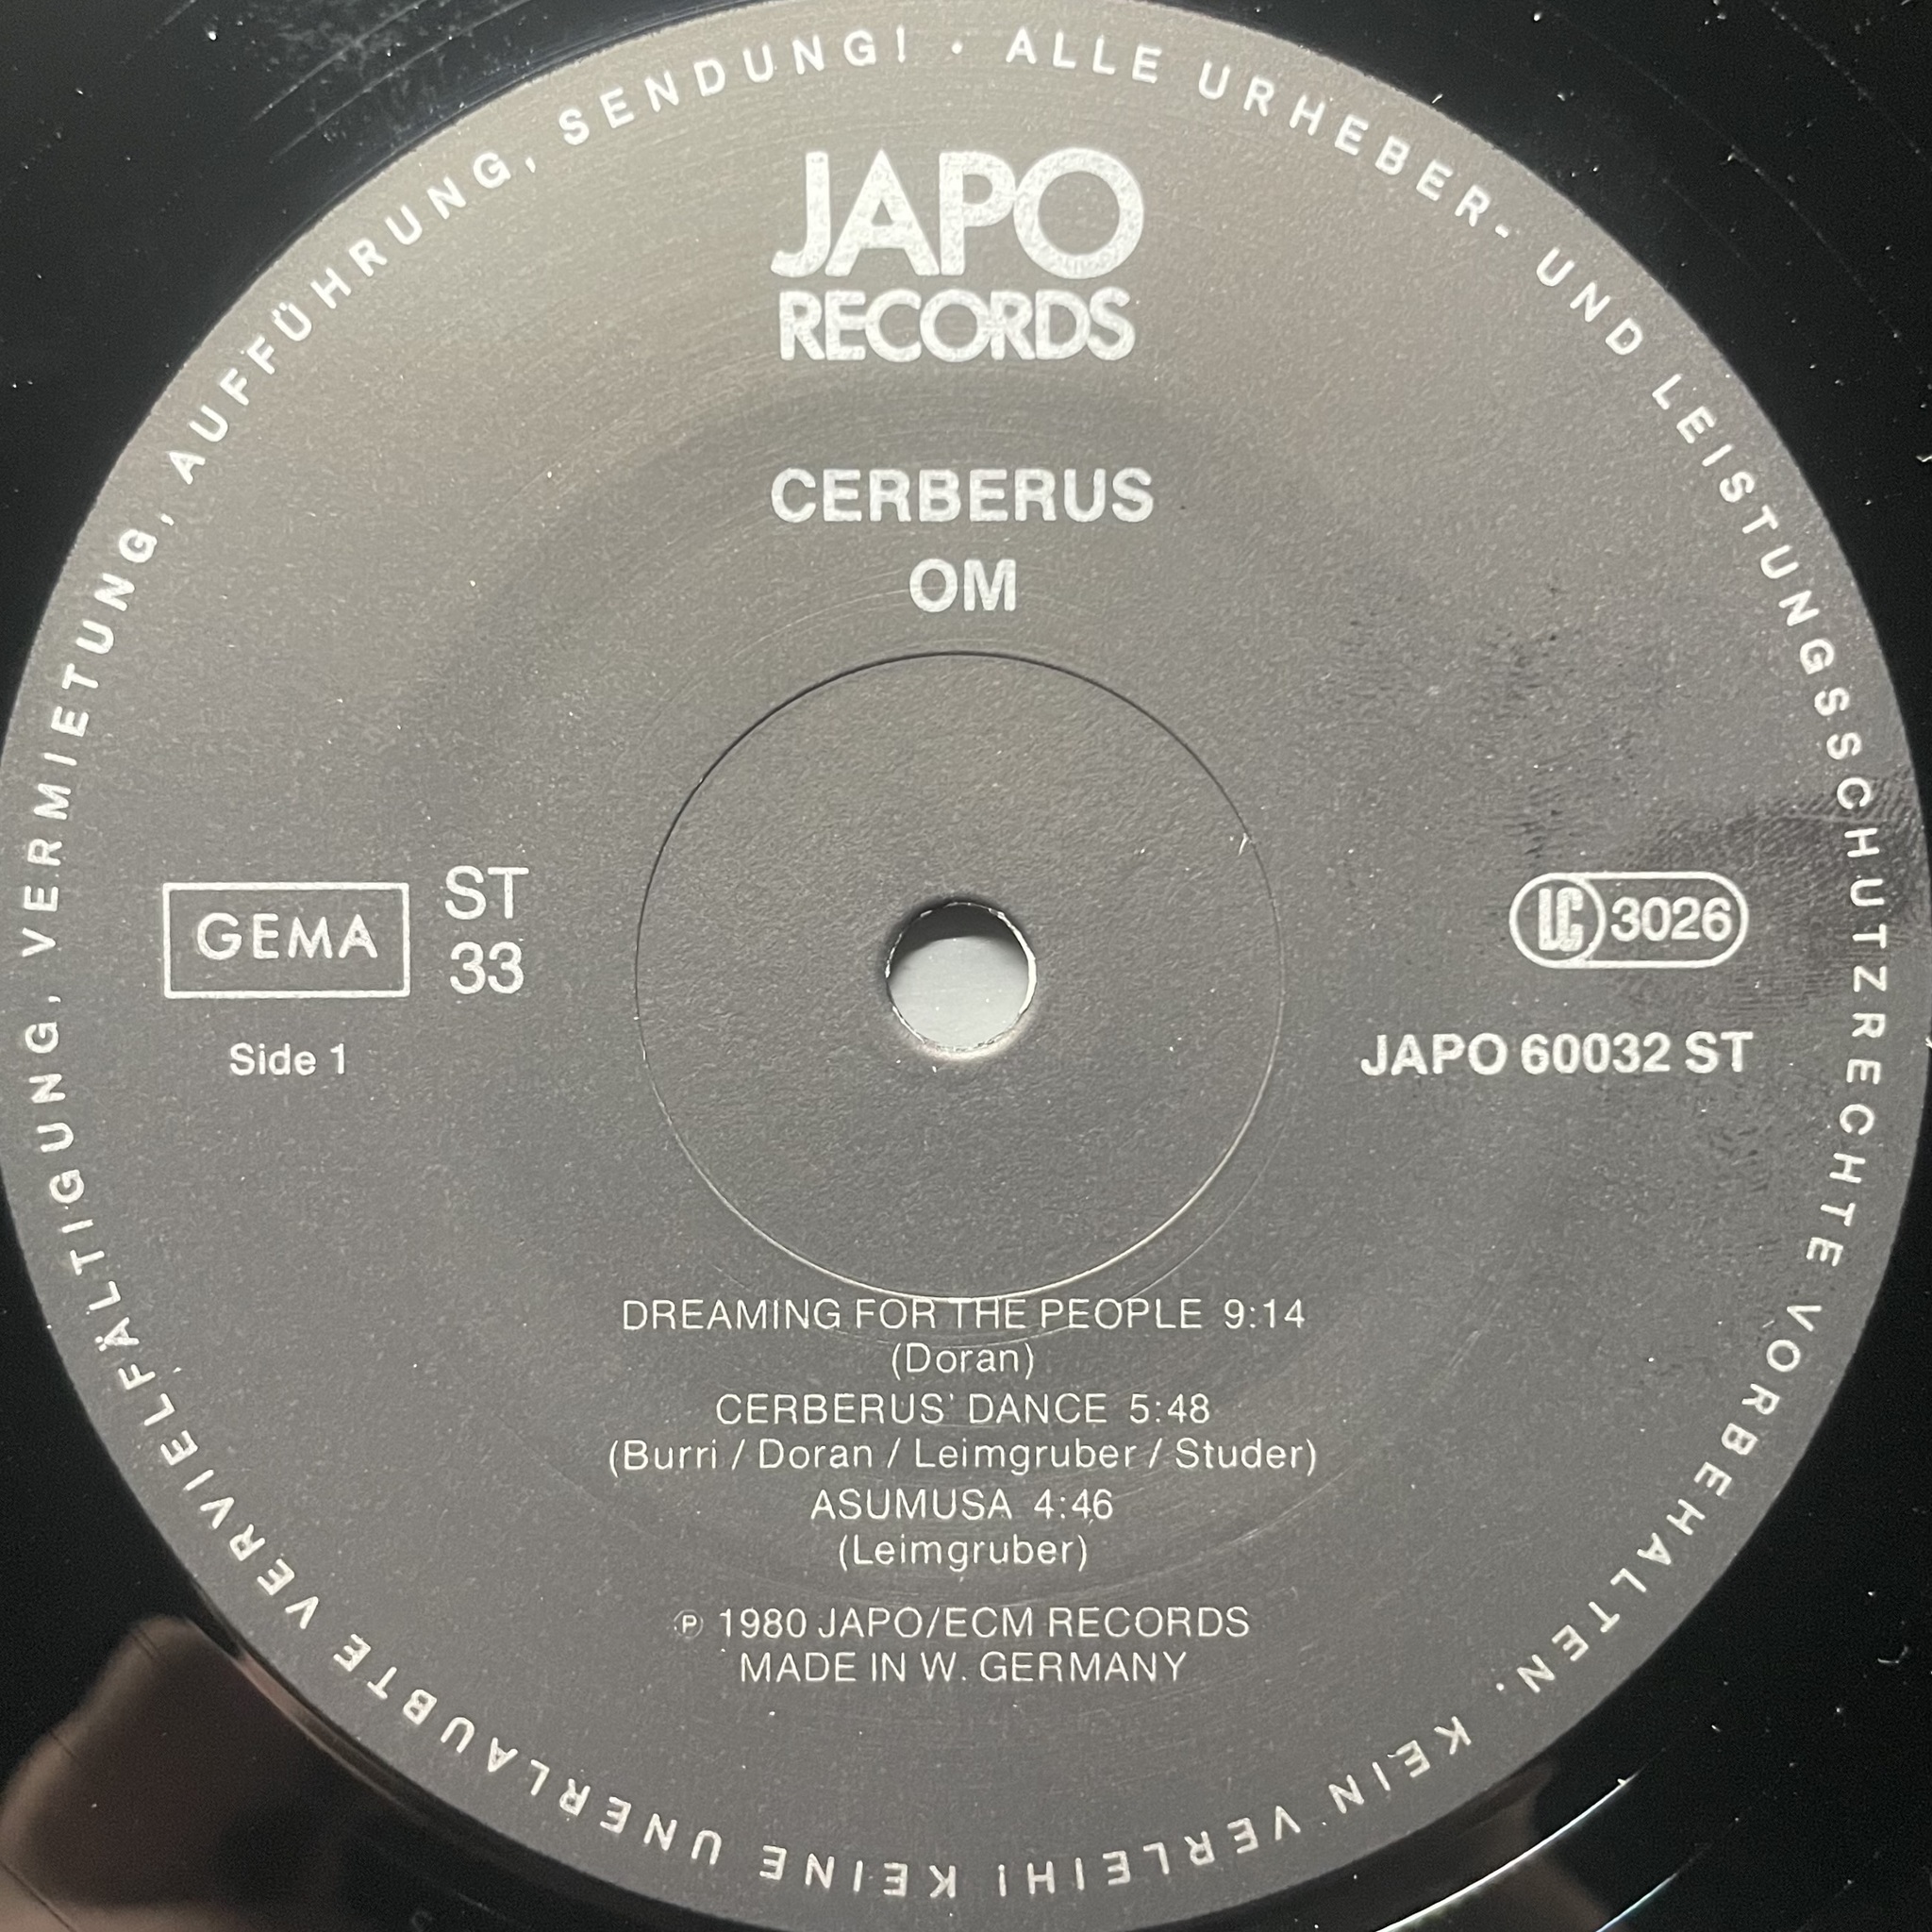 ALLE URHEBER- UND LEISTUNGSSCHUTZRECHTE VORBEHALTEN. KEIN VERLEIH! KEINE UNERLAUBTE VERVIELFÄLTIGUNG, VERMIETUNG, AUFFÜHRUNG, SENDUNG! •
JAPO
RECORDS
CERBERUS
OM
GEMA
ST
33
Side 1
LC 3026
JAPO 60032 ST
DREAMING FOR THE PEOPLE 9:14
(Doran)
CERBERUS' DANCE 5:48
(Burri / Doran / Leimgruber / Studer)
ASUMUSA 4:46
(Leimgruber)
℗ 1980 JAPO/ECM RECORDS
MADE IN W. GERMANY